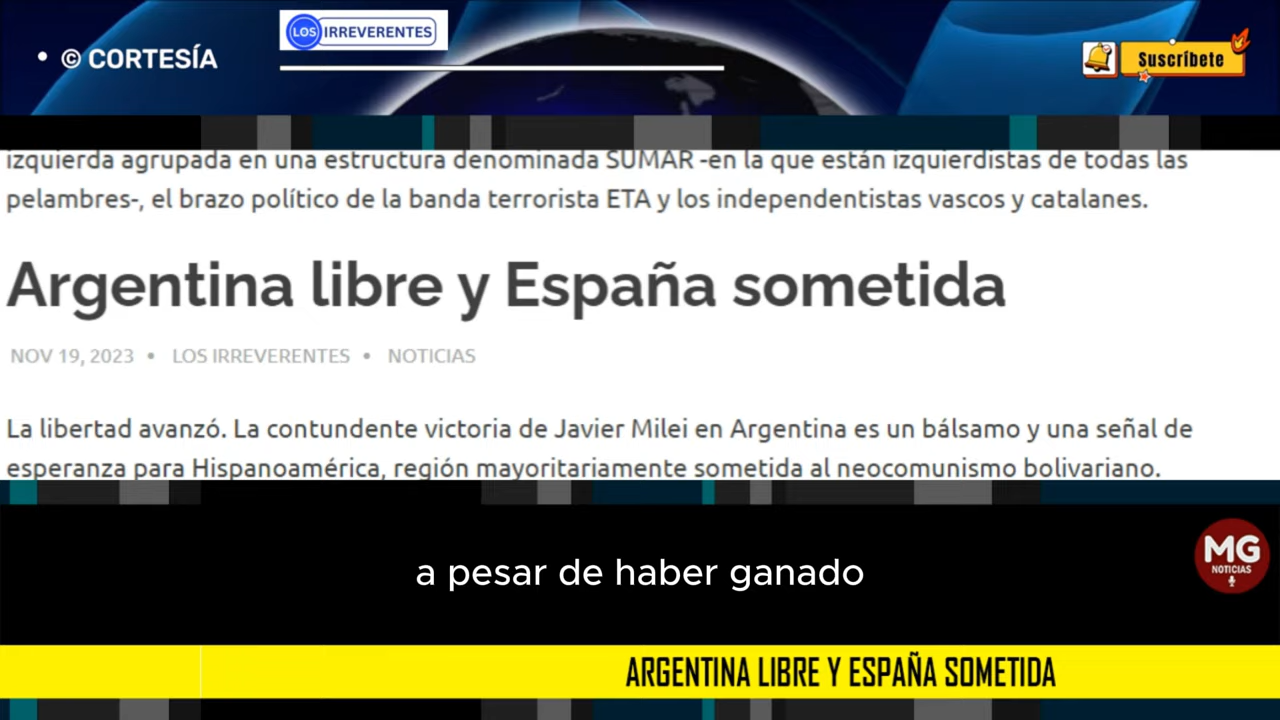 • © CORTESÍA
LOS IRREVERENTES
Suscríbete
izquierda agrupada en una estructura denominada SUMAR -en la que están izquierdistas de todas las
pelambres-, el brazo político de la banda terrorista ETA y los independentistas vascos y catalanes.
Argentina libre y España sometida
NOV 19, 2023 • LOS IRREVERENTES • NOTICIAS
La libertad avanzó. La contundente victoria de Javier Milei en Argentina es un bálsamo y una señal de
esperanza para Hispanoamérica, región mayoritariamente sometida al neocomunismo bolivariano.
a pesar de haber ganado
MG
NOTICIAS
ARGENTINA LIBRE Y ESPAÑA SOMETIDA